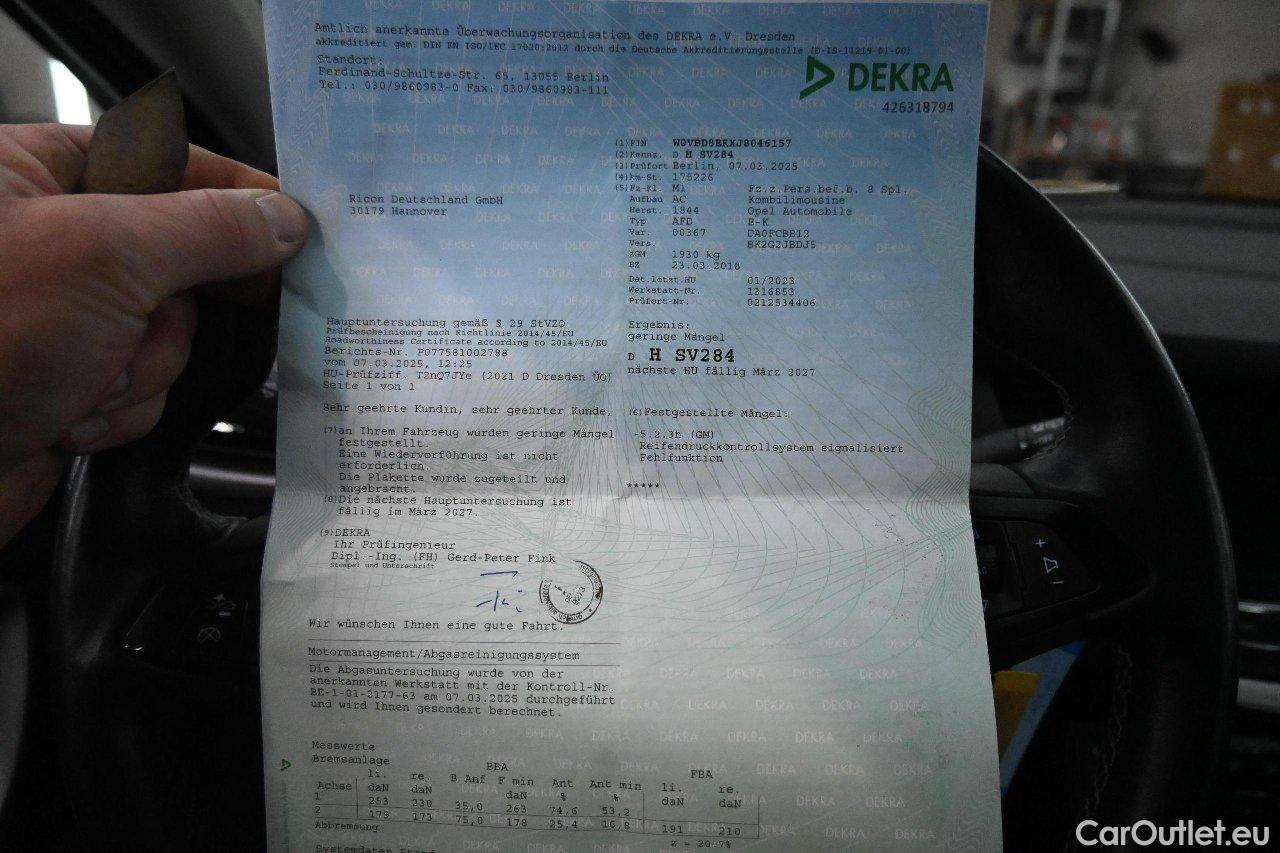 Amtlich anerkannte Überwachungsorganisation des DEKRA e.V. Dresden
akkreditiert gem. DIN EN ISO/IEC 17020:2012 durch die Deutsche Akkreditierungsstelle (D-IS-11219-01-00)
Standort:
Ferdinand-Schultze-Str. 65, 13055 Berlin
Tel.: 030/9860983-0 Fax: 030/9860983-111
DEKRA
426318794
(1) FIN W0VBD8EKXJ8046157
(2) Kennz. D H SV284
(3) Prüfort Berlin, 07.03.2025
(4) km-St. 175226
(5) Fz-Kl. M1 Fz.z.Pers.bef.b. 8 Spl.
Aufbau AC Kombilimousine
Herst. 1844 Opel Automobile
Typ AFD B-K
Var. 00367 DA0FCBB12
Vers. BK2G2JBDJ5
zGM 1930 kg
EZ 23.03.2018
Dat.letzt.HU 01/2023
Werkstatt-Nr. 1316853
Prüfort-Nr. 0212534406
Ricoh Deutschland GmbH
30179 Hannover
Hauptuntersuchung gemäß § 29 StVZO
Prüfbescheinigung nach Richtlinie 2014/45/EU
Roadworthiness Certificate according to 2014/45/EU
Berichts-Nr. P077581002788
vom 07.03.2025, 12:25
HU-Prüfziff. T2nQ7JYe (2021 D Dresden ÜO)
Seite 1 von 1
Ergebnis:
geringe Mängel
D H SV284
nächste HU fällig März 2027
Sehr geehrte Kundin, sehr geehrter Kunde,
(7) an Ihrem Fahrzeug wurden geringe Mängel
festgestellt.
Eine Wiedervorführung ist nicht
erforderlich.
Die Plakette wurde zugeteilt und
angebracht.
(8) Die nächste Hauptuntersuchung ist
fällig im März 2027.
(6) Festgestellte Mängel:
-5.2.3h (GM)
Reifendruckkontrollsystem signalisiert
Fehlfunktion
*****
(9) DEKRA
Ihr Prüfingenieur
Dipl.-Ing. (FH) Gerd-Peter Fink
Stempel und Unterschrift
Wir wünschen Ihnen eine gute Fahrt.
Motormanagement/Abgasreinigungssystem
Die Abgasuntersuchung wurde von der
anerkannten Werkstatt mit der Kontroll-Nr.
BE-1-01-2177-63 am 07.03.2025 durchgeführt
und wird Ihnen gesondert berechnet.
Messwerte
Bremsanlage
BBA FBA
li. re. B Anf F min Ant Ant min li. re.
Achse daN daN daN % % daN daN
1 253 230 35,0 263 74,6 53,2
2 179 173 75,0 178 25,4 16,8 191 210
Abbremsung z = 20.7%
CarOutlet.eu